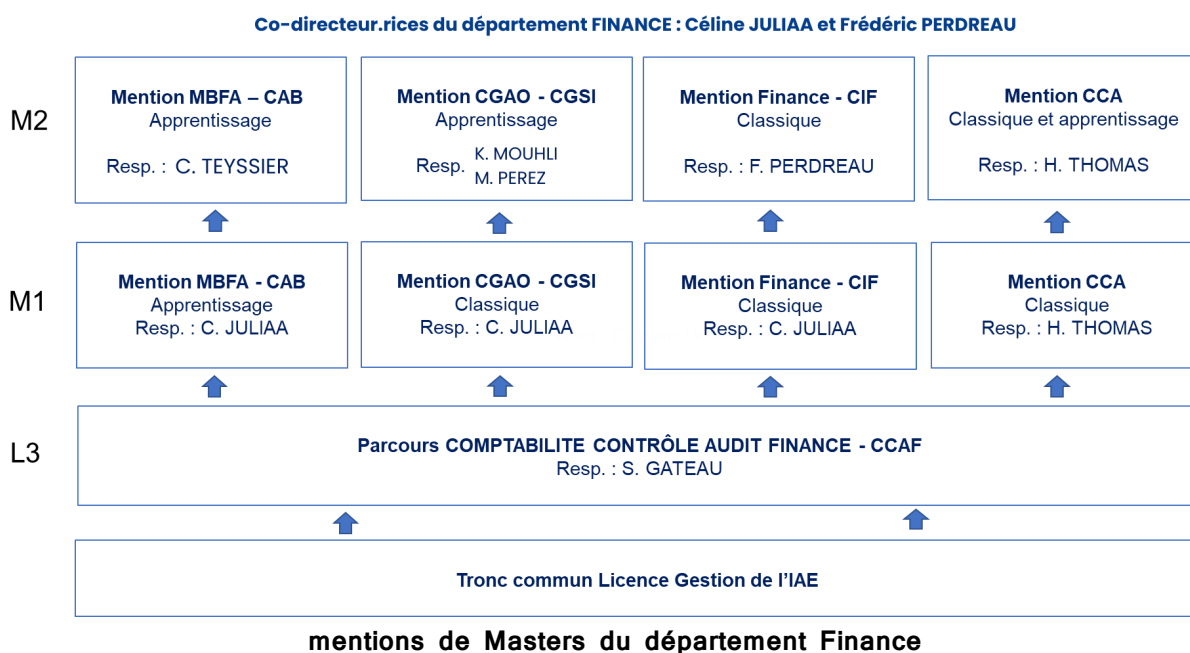 Co-directeur.rices du département FINANCE : Céline JULIAA et Frédéric PERDREAU
M2
Mention MBFA – CAB
Apprentissage
Resp. : C. TEYSSIER
Mention CGAO - CGSI
Apprentissage
Resp. K. MOUHLI
M. PEREZ
Mention Finance - CIF
Classique
Resp. : F. PERDREAU
Mention CCA
Classique et apprentissage
Resp. : H. THOMAS
M1
Mention MBFA - CAB
Apprentissage
Resp. : C. JULIAA
Mention CGAO - CGSI
Classique
Resp. : C. JULIAA
Mention Finance - CIF
Classique
Resp. : C. JULIAA
Mention CCA
Classique
Resp. : H. THOMAS
L3
Parcours COMPTABILITE CONTRÔLE AUDIT FINANCE - CCAF
Resp. : S. GATEAU
Tronc commun Licence Gestion de l’IAE
mentions de Masters du département Finance